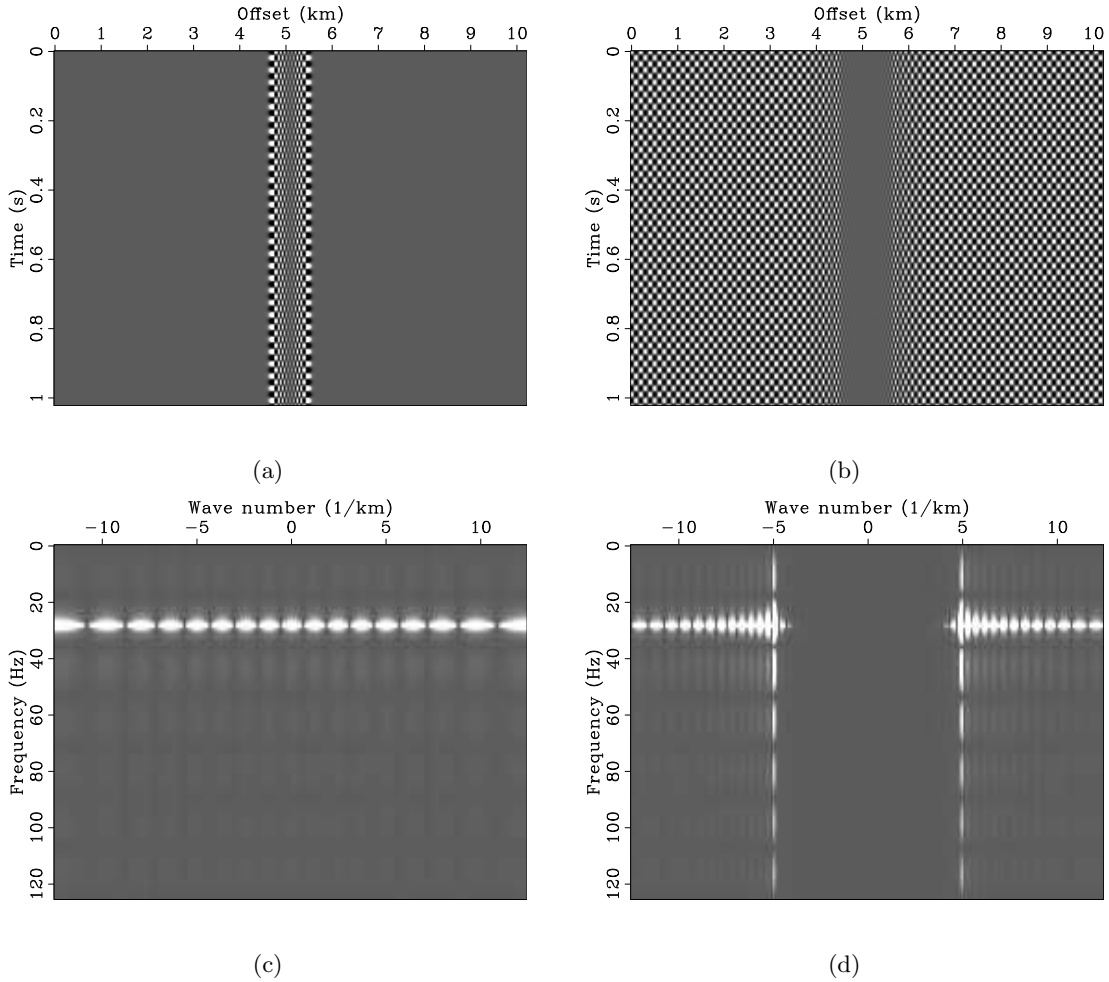 Offset (km)
0 1 2 3 4 5 6 7 8 9 10
Time (s)
0 0.2 0.4 0.6 0.8 1
(a)
Offset (km)
0 1 2 3 4 5 6 7 8 9 10
Time (s)
0 0.2 0.4 0.6 0.8 1
(b)
Wave number (1/km)
−10 −5 0 5 10
Frequency (Hz)
0 20 40 60 80 100 120
(c)
Wave number (1/km)
−10 −5 0 5 10
Frequency (Hz)
0 20 40 60 80 100 120
(d)